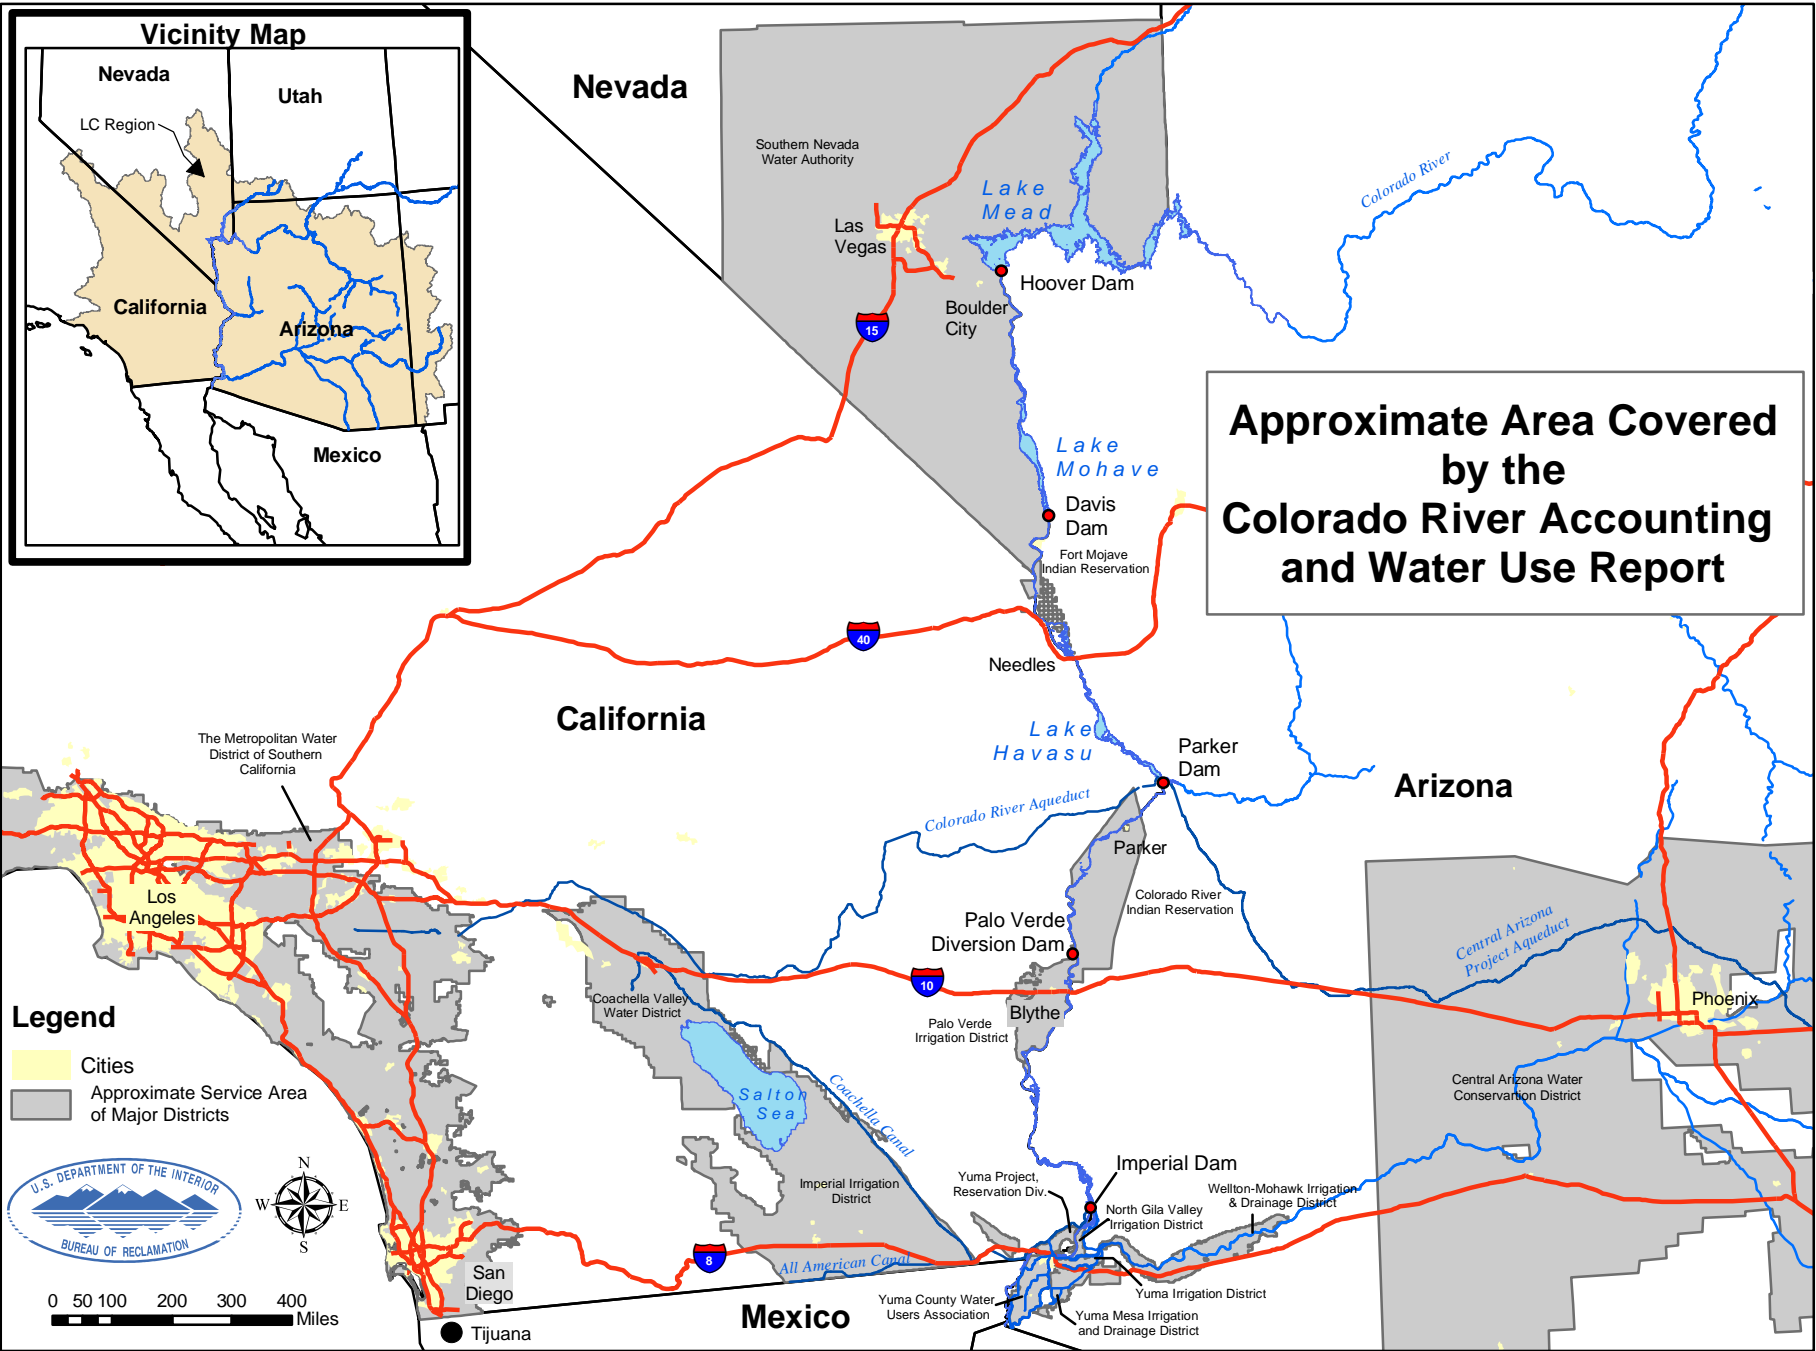 Vicinity Map
Nevada
Utah
LC Region
California
Arizona
Mexico
Nevada
Southern Nevada
Water Authority
Lake
Mead
Las
Vegas
Hoover Dam
Boulder
City
15
Colorado River
Approximate Area Covered
by the
Colorado River Accounting
and Water Use Report
Lake
Mohave
Davis
Dam
Fort Mojave
Indian Reservation
40
Needles
California
Lake
Havasu
Parker
Dam
Arizona
The Metropolitan Water
District of Southern
California
Colorado River Aqueduct
Parker
Colorado River
Indian Reservation
Los
Angeles
Palo Verde
Diversion Dam
Central Arizona
Project Aqueduct
10
Phoenix
Coachella Valley
Water District
Blythe
Palo Verde
Irrigation District
Legend
Cities
Approximate Service Area
of Major Districts
Salton
Sea
Coachella Canal
Central Arizona Water
Conservation District
U.S. DEPARTMENT OF THE INTERIOR
BUREAU OF RECLAMATION
N
W
E
S
Imperial Irrigation
District
Yuma Project,
Reservation Div.
Imperial Dam
North Gila Valley
Irrigation District
Wellton-Mohawk Irrigation
& Drainage District
8
All American Canal
San
Diego
Yuma Irrigation District
Yuma County Water
Users Association
Yuma Mesa Irrigation
and Drainage District
0 50 100 200 300 400
Miles
Mexico
Tijuana